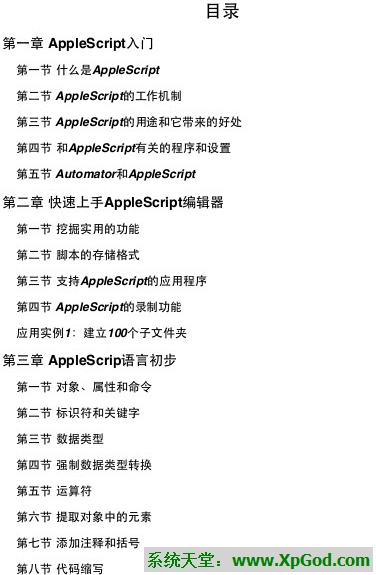 目录
第一章 AppleScript入门
第一节 什么是AppleScript
第二节 AppleScript的工作机制
第三节 AppleScript的用途和它带来的好处
第四节 和AppleScript有关的程序和设置
第五节 Automator和AppleScript
第二章 快速上手AppleScript编辑器
第一节 挖掘实用的功能
第二节 脚本的存储格式
第三节 支持AppleScript的应用程序
第四节 AppleScript的录制功能
应用实例1：建立100个子文件夹
第三章 AppleScrip语言初步
第一节 对象、属性和命令
第二节 标识符和关键字
第三节 数据类型
第四节 强制数据类型转换
第五节 运算符
第六节 提取对象中的元素
第七节 添加注释和括号
第八节 代码缩写
系统天堂：www.XpGod.com